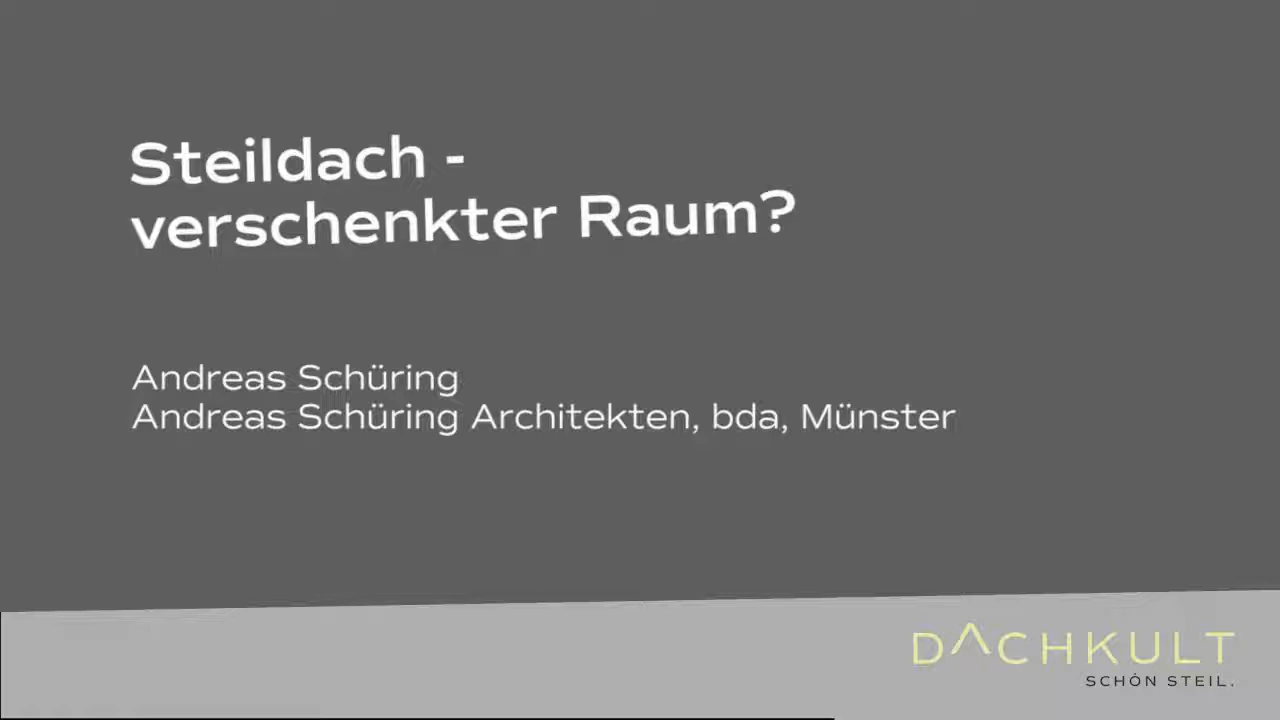 Steildach -
verschenkter Raum?
Andreas Schüring
Andreas Schüring Architekten, bda, Münster
DACHKULT
SCHÖN STEIL.